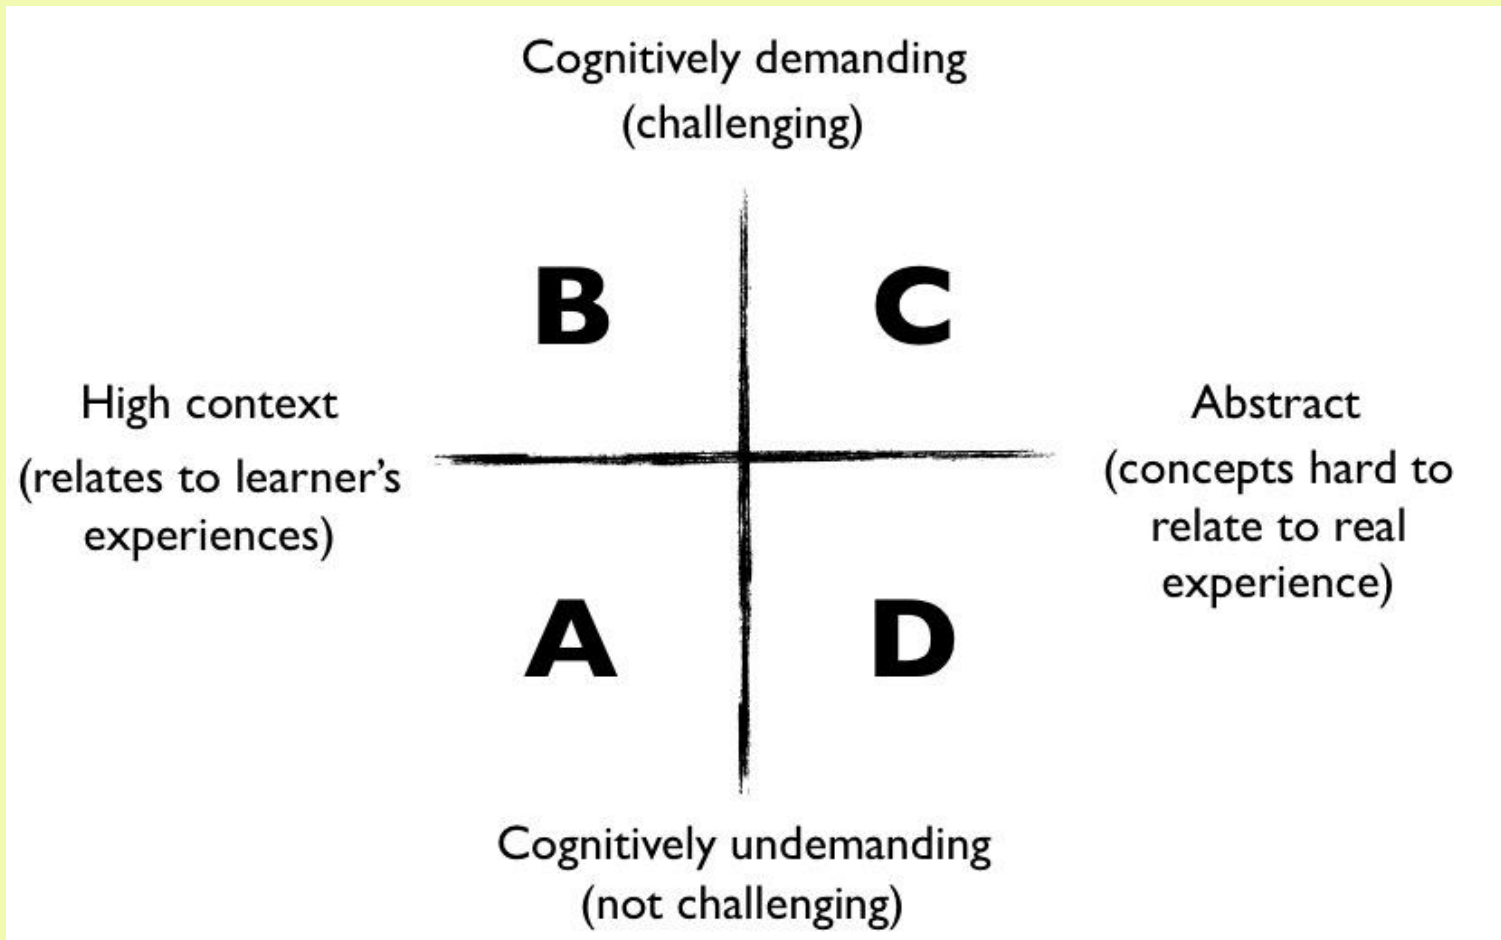 Cognitively demanding
(challenging)
B
C
High context
(relates to learner’s
experiences)
Abstract
(concepts hard to
relate to real
experience)
A
D
Cognitively undemanding
(not challenging)